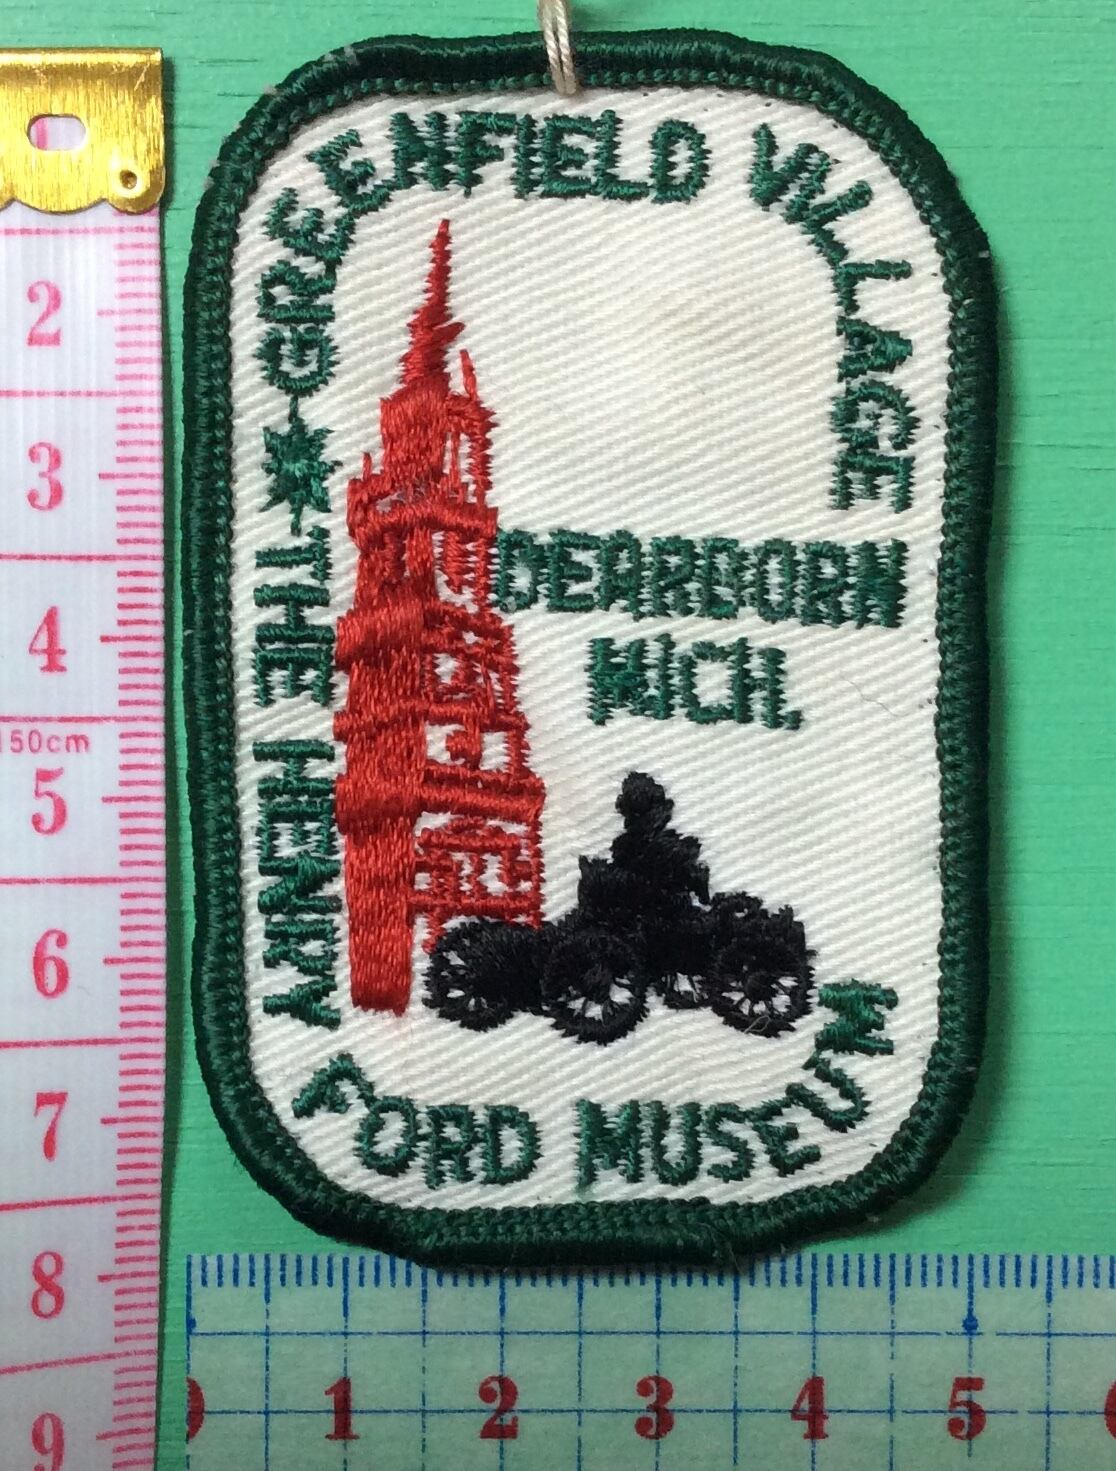 GREENFIELD VILLAGE
THE HENRY FORD MUSEUM
DEARBORN
MICH.
2
3
4
150cm
5
6
7
8
9
0 1 2 3 4 5